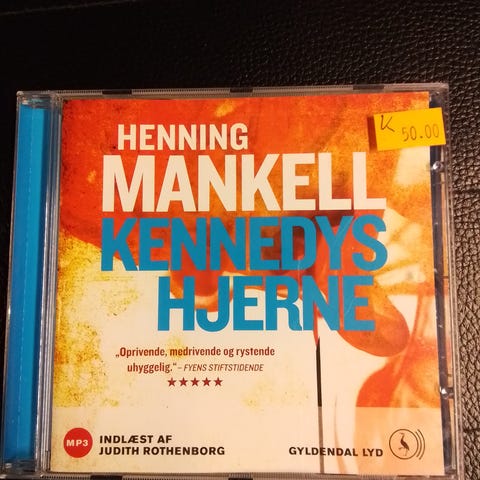 HENNING
MANKELL
KENNEDYS
HJERNE
K 50.00
„Oprivende, medrivende og rystende
uhyggelig.“ – FYENS STIFTSTIDENDE
★★★★★
MP3
INDLÆST AF
JUDITH ROTHENBORG
GYLDENDAL LYD